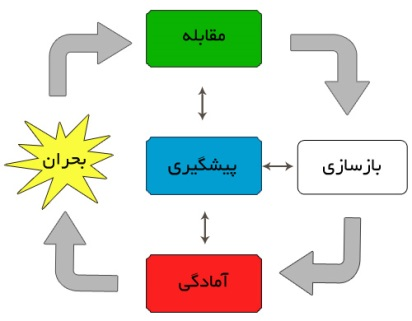 مقابله
بحران
پیشگیری
بازسازی
آمادگی